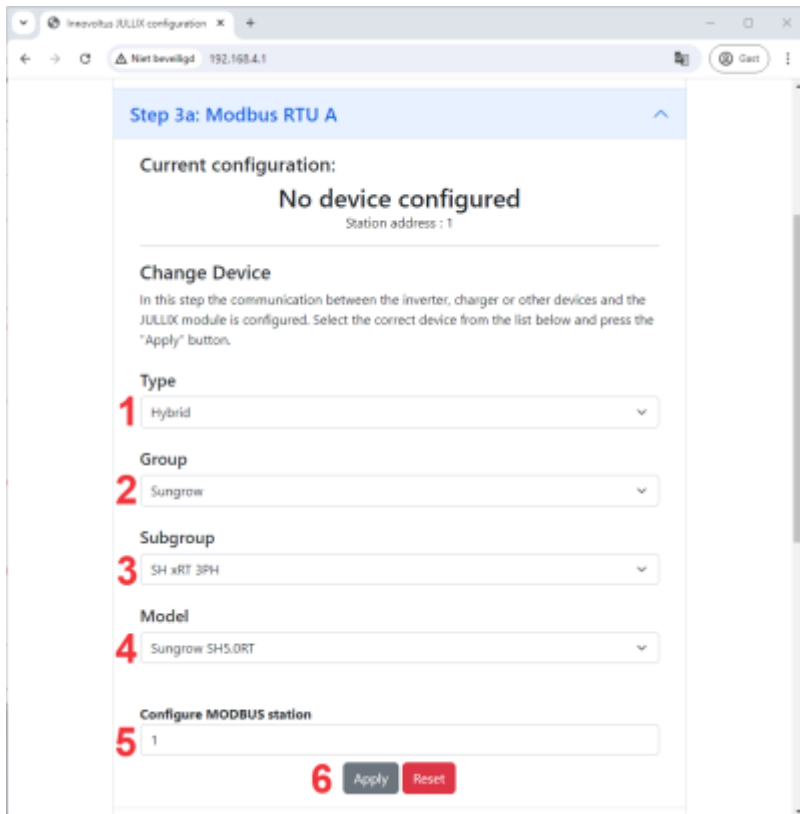 Innovoltus JULLIX configuration
Niet beveiligd 192.168.4.1 Gast
Step 3a: Modbus RTU A
Current configuration:
No device configured
Station address : 1
Change Device
In this step the communication between the inverter, charger or other devices and the
JULLIX module is configured. Select the correct device from the list below and press the
"Apply" button.
Type
1 Hybrid
Group
2 Sungrow
Subgroup
3 SH xRT 3PH
Model
4 Sungrow SH5.0RT
Configure MODBUS station
5 1
6 Apply Reset